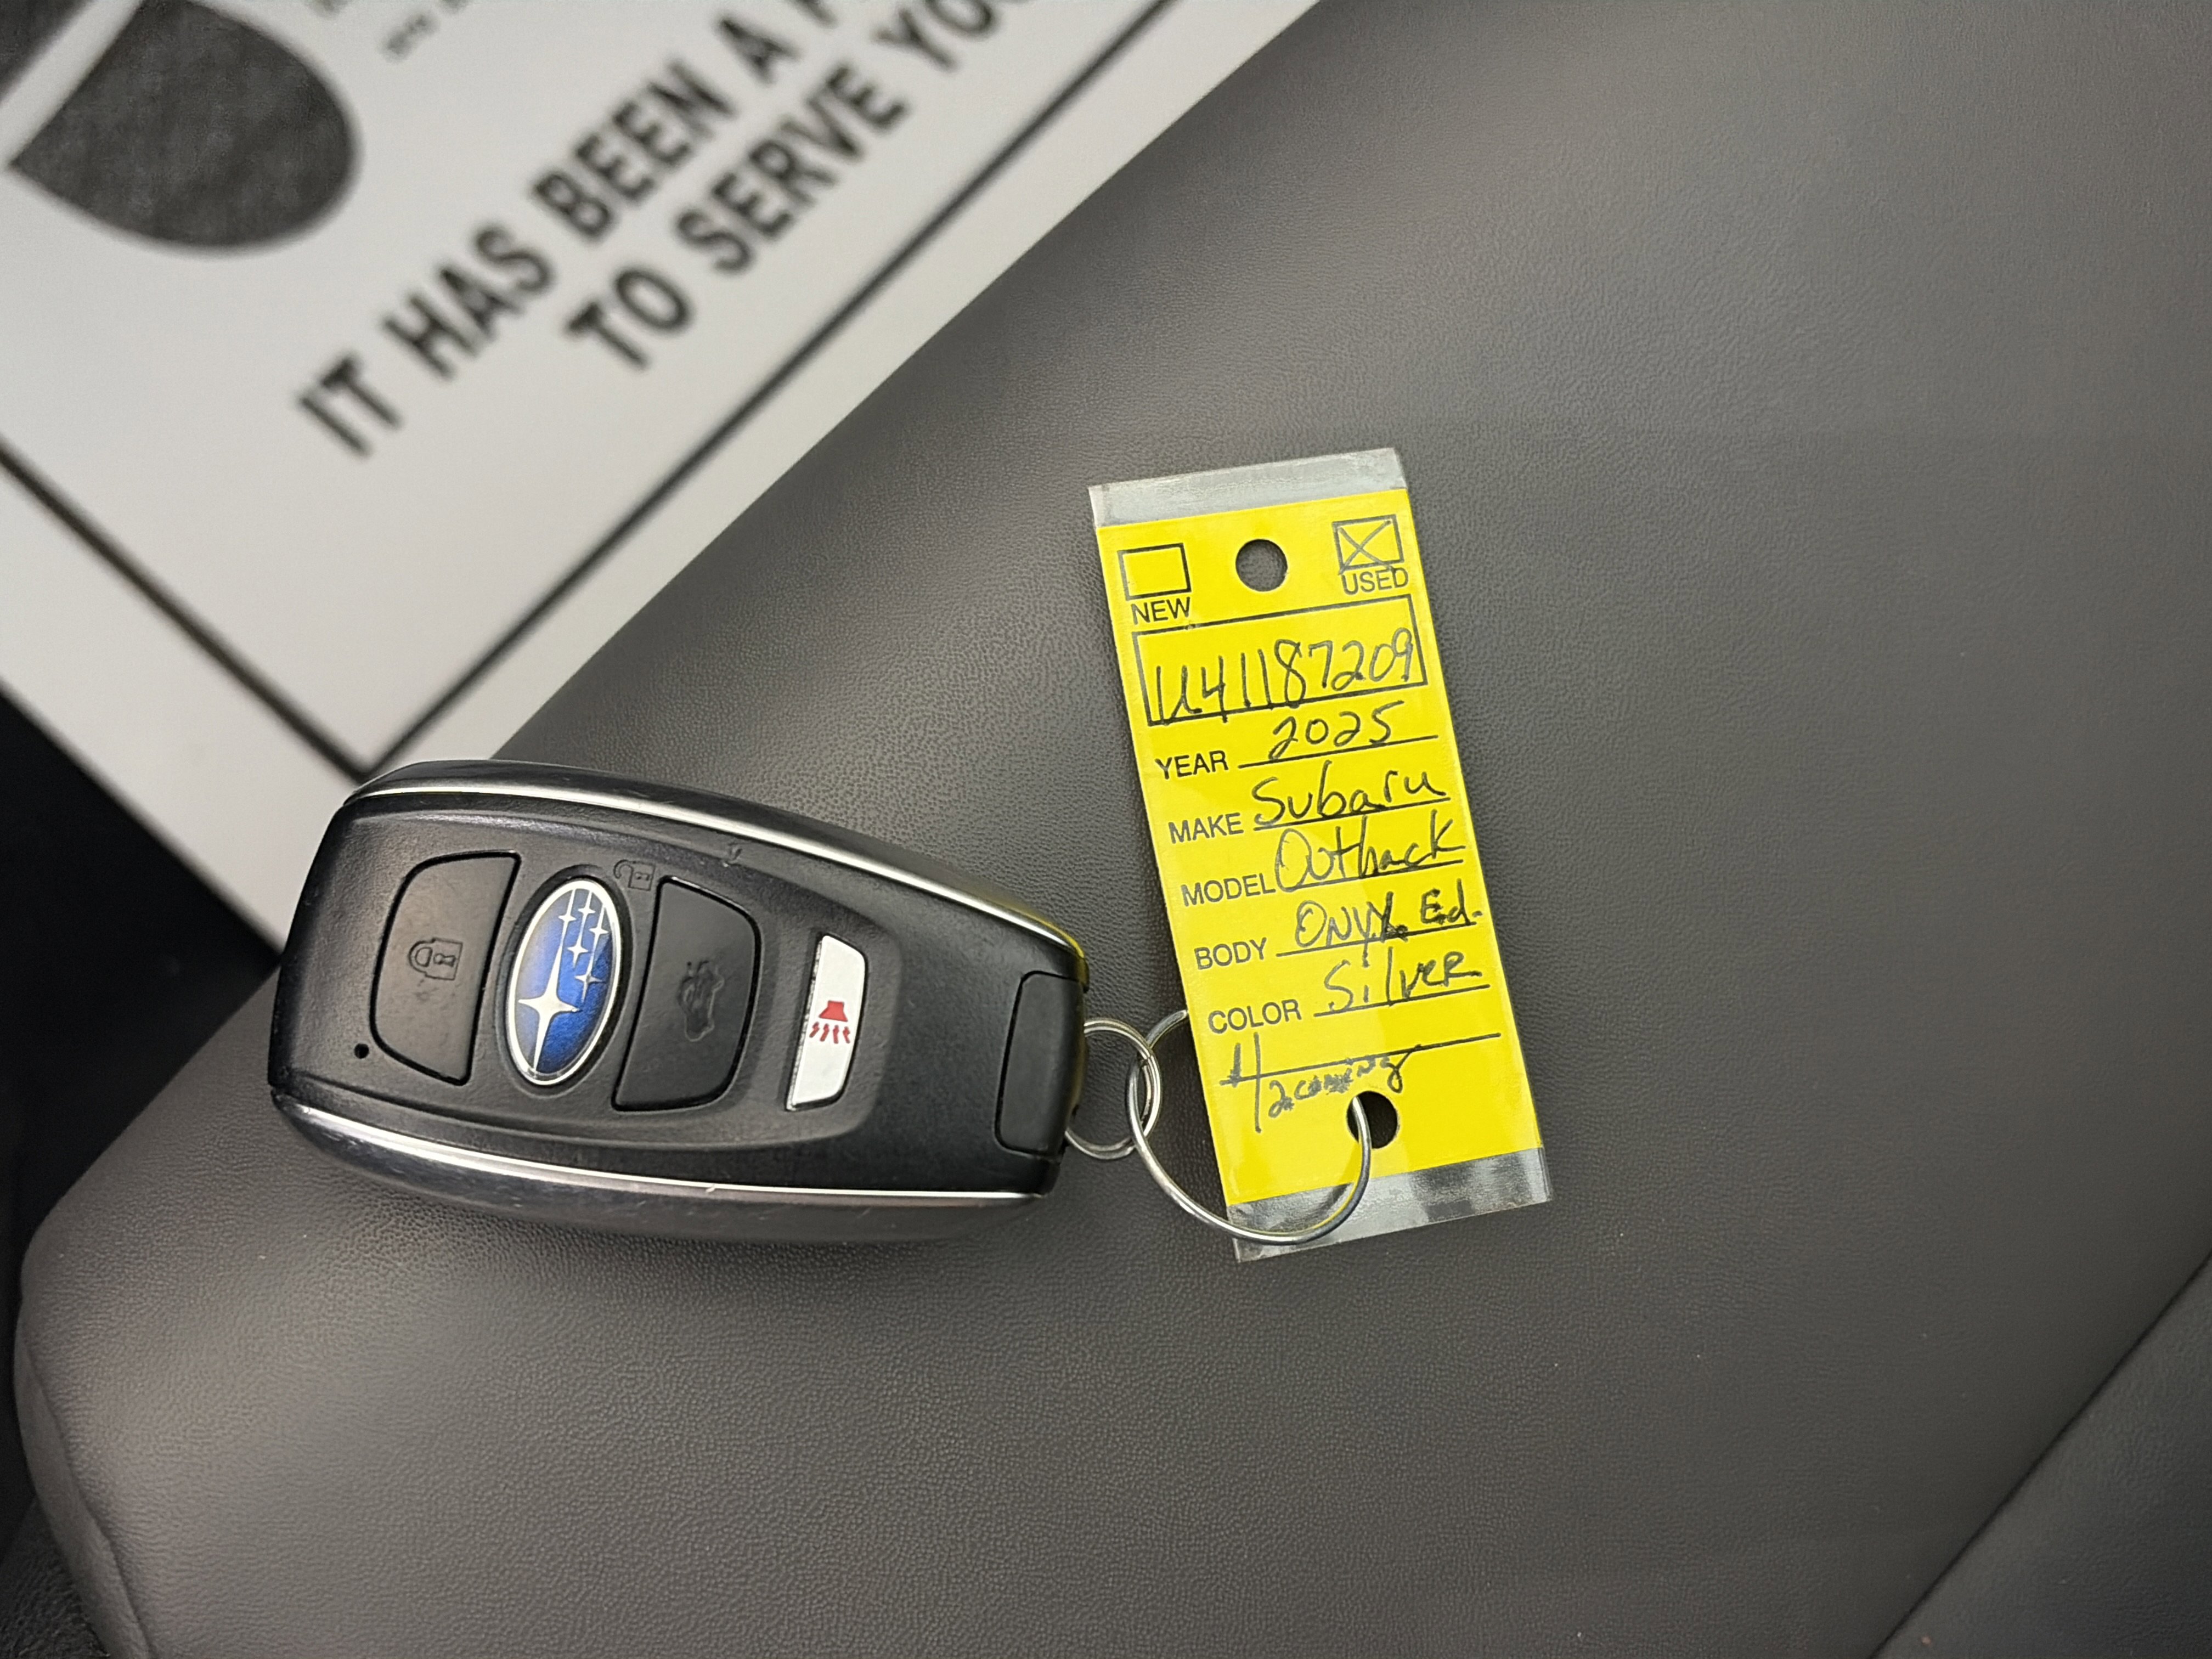 IT HAS BEEN A
TO SERVE
NEW
USED
U41187209
YEAR 2025
MAKE Subaru
MODEL Outback
BODY ONYX Ed.
COLOR Silver